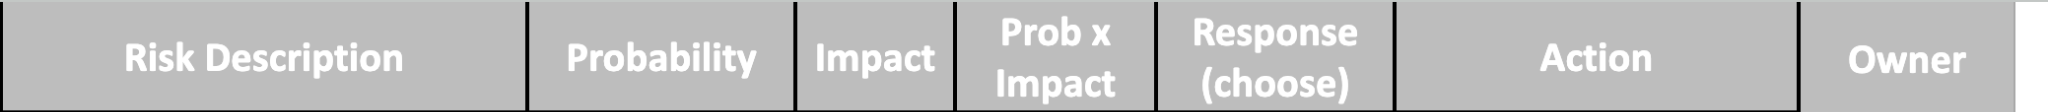 Risk Description
Probability
Impact
Prob x
Impact
Response
(choose)
Action
Owner